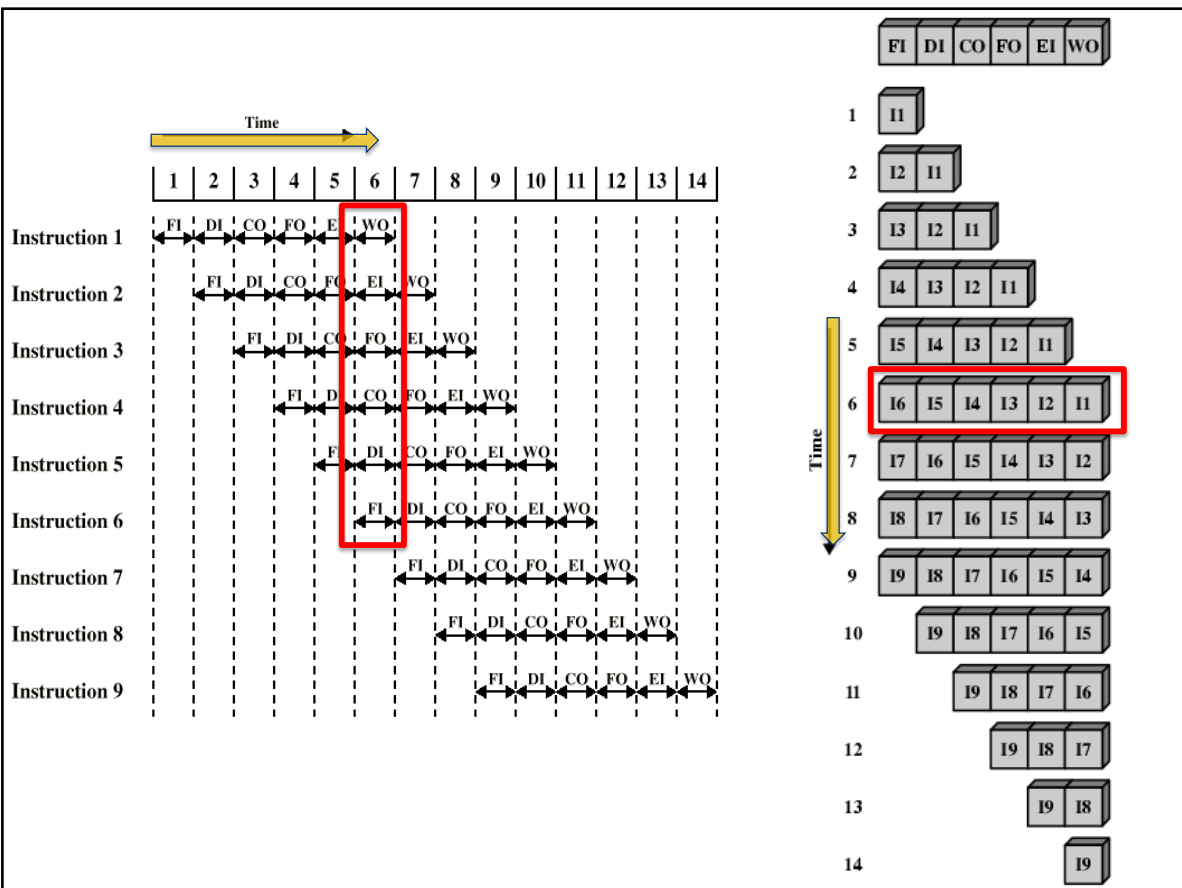 Time
1 2 3 4 5 6 7 8 9 10 11 12 13 14
Instruction 1 FI DI CO FO EI WO
Instruction 2 FI DI CO FO EI WO
Instruction 3 FI DI CO FO EI WO
Instruction 4 FI DI CO FO EI WO
Instruction 5 FI DI CO FO EI WO
Instruction 6 FI DI CO FO EI WO
Instruction 7 FI DI CO FO EI WO
Instruction 8 FI DI CO FO EI WO
Instruction 9 FI DI CO FO EI WO
FI DI CO FO EI WO
1 I1
2 I2 I1
3 I3 I2 I1
4 I4 I3 I2 I1
5 I5 I4 I3 I2 I1
6 I6 I5 I4 I3 I2 I1
Time
7 I7 I6 I5 I4 I3 I2
8 I8 I7 I6 I5 I4 I3
9 I9 I8 I7 I6 I5 I4
10 I9 I8 I7 I6 I5
11 I9 I8 I7 I6
12 I9 I8 I7
13 I9 I8
14 I9